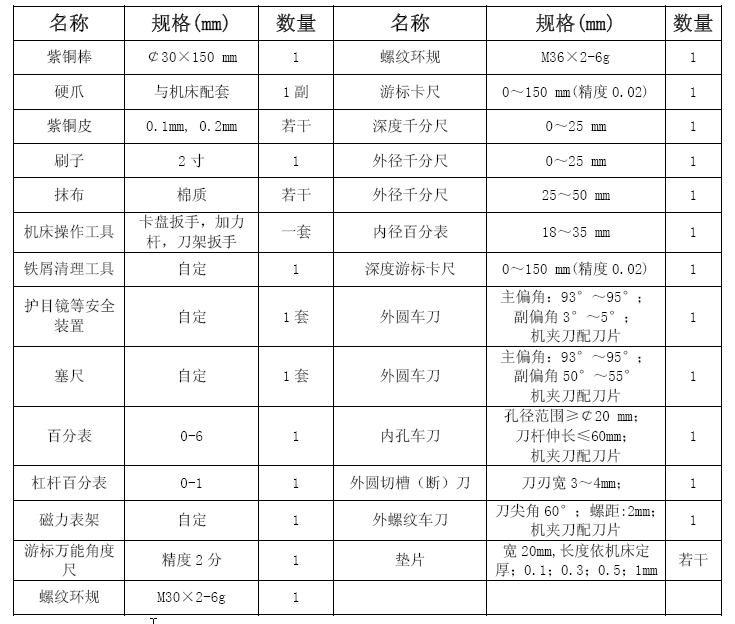 名称 规格(mm) 数量 名称 规格(mm) 数量
紫铜棒 ￠30×150 mm 1 螺纹环规 M36×2-6g 1
硬爪 与机床配套 1副 游标卡尺 0～150 mm(精度0.02) 1
紫铜皮 0.1mm, 0.2mm 若干 深度千分尺 0～25 mm 1
刷子 2寸 1 外径千分尺 0～25 mm 1
抹布 棉质 若干 外径千分尺 25～50 mm 1
机床操作工具 卡盘扳手，加力
杆，刀架扳手 一套 内径百分表 18～35 mm 1
铁屑清理工具 自定 1 深度游标卡尺 0～150 mm(精度0.02) 1
护目镜等安全
装置 自定 1套 外圆车刀 主偏角：93°～95°；
副偏角3°～5°；
机夹刀配刀片 1
塞尺 自定 1套 外圆车刀 主偏角：93°～95°；
副偏角50°～55°
机夹刀配刀片 1
百分表 0-6 1 内孔车刀 孔径范围≥￠20 mm；
刀杆伸长≤60mm；
机夹刀配刀片 1
杠杆百分表 0-1 1 外圆切槽（断）刀 刀刃宽3～4mm； 1
磁力表架 自定 1 外螺纹车刀 刀尖角60°；螺距:2mm；
机夹刀配刀片 1
游标万能角度
尺 精度2分 1 垫片 宽20mm,长度依机床定
厚；0.1；0.3；0.5；1mm 若干
螺纹环规 M30×2-6g 1